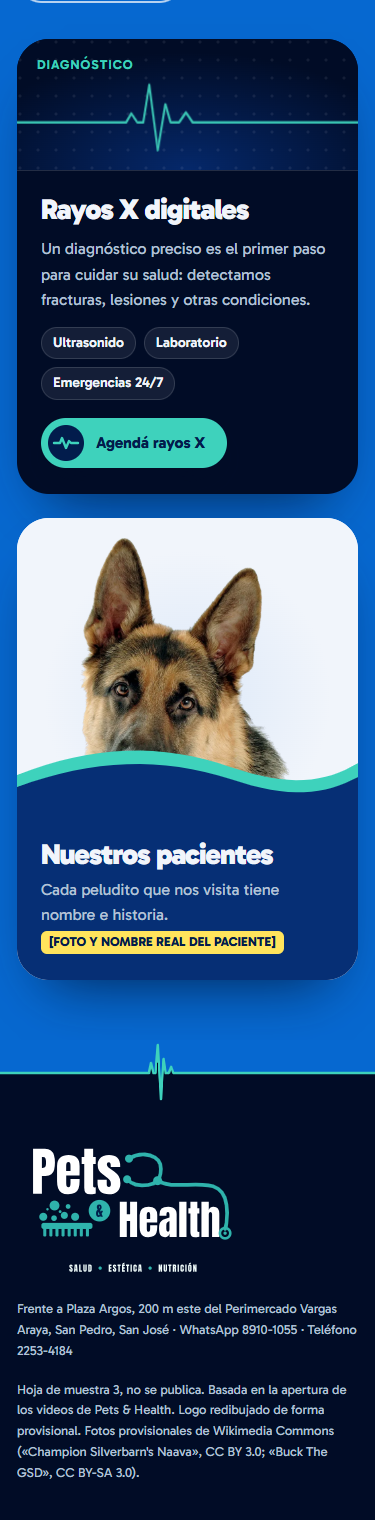 DIAGNÓSTICO
Rayos X digitales
Un diagnóstico preciso es el primer paso
para cuidar su salud: detectamos
fracturas, lesiones y otras condiciones.
Ultrasonido
Laboratorio
Emergencias 24/7
Agendá rayos X
Nuestros pacientes
Cada peludito que nos visita tiene
nombre e historia.
[FOTO Y NOMBRE REAL DEL PACIENTE]
Pets
& Health
SALUD • ESTÉTICA • NUTRICIÓN
Frente a Plaza Argos, 200 m este del Perimercado Vargas
Araya, San Pedro, San José · WhatsApp 8910-1055 · Teléfono
2253-4184
Hoja de muestra 3, no se publica. Basada en la apertura de
los videos de Pets & Health. Logo redibujado de forma
provisional. Fotos provisionales de Wikimedia Commons
(«Champion Silverbarn's Naava», CC BY 3.0; «Buck The
GSD», CC BY-SA 3.0).